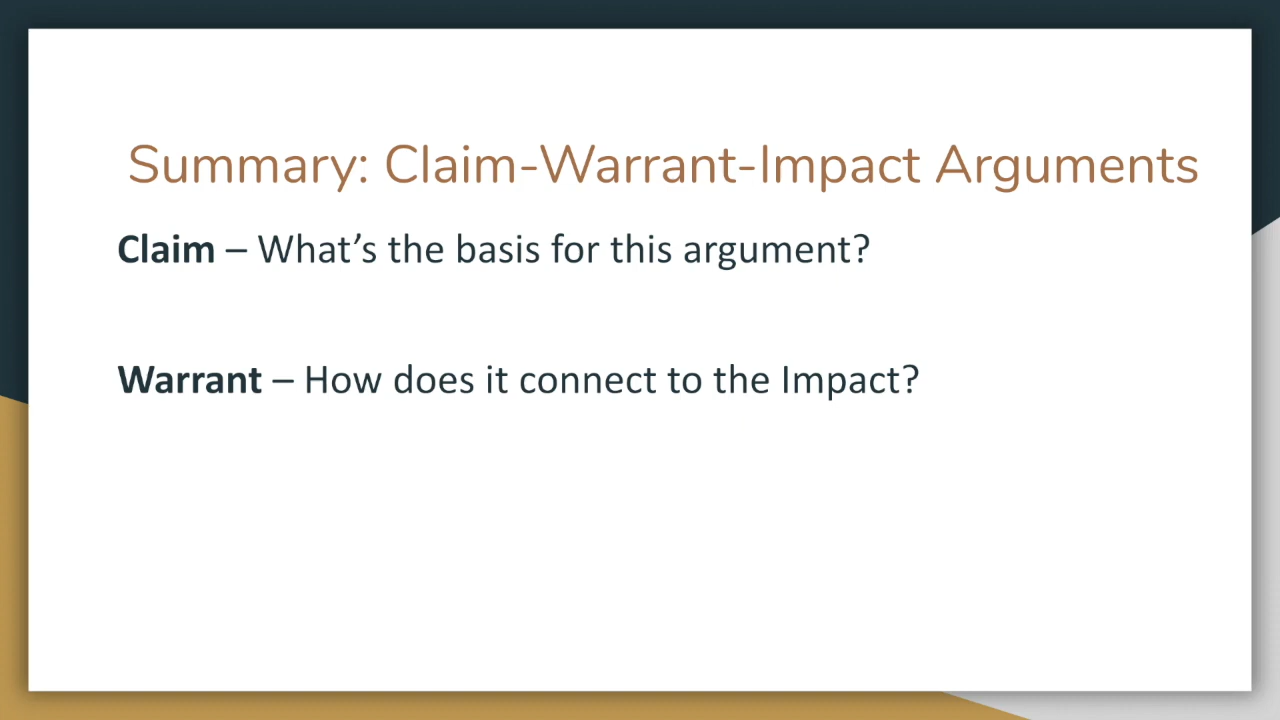 Summary: Claim-Warrant-Impact Arguments
Claim – What’s the basis for this argument?
Warrant – How does it connect to the Impact?